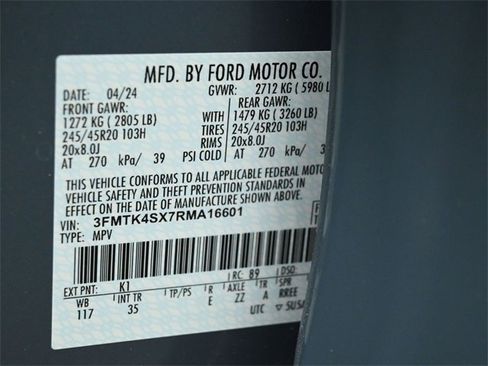 MFD. BY FORD MOTOR CO.
DATE: 04/24 GVWR: 2712 KG ( 5980 L
FRONT GAWR: REAR GAWR:
1272 KG ( 2805 LB) WITH 1479 KG ( 3260 LB)
245/45R20 103H TIRES 245/45R20 103H
20x8.0J RIMS 20x8.0J
AT 270 kPa/ 39 PSI COLD AT 270 kPa/ 3
THIS VEHICLE CONFORMS TO ALL APPLICABLE FEDERAL MOTOR
VEHICLE SAFETY AND THEFT PREVENTION STANDARDS IN
EFFECT ON THE DATE OF MANUFACTURE SHOWN ABOVE.
VIN: 3FMTK4SX7RMA16601
TYPE: MPV
RC: 89 DSO:
EXT PNT: K1
WB INT TR TP/PS R AXLE TR SPR
117 35 E ZZ A RREE
UTC ▽ 5USA